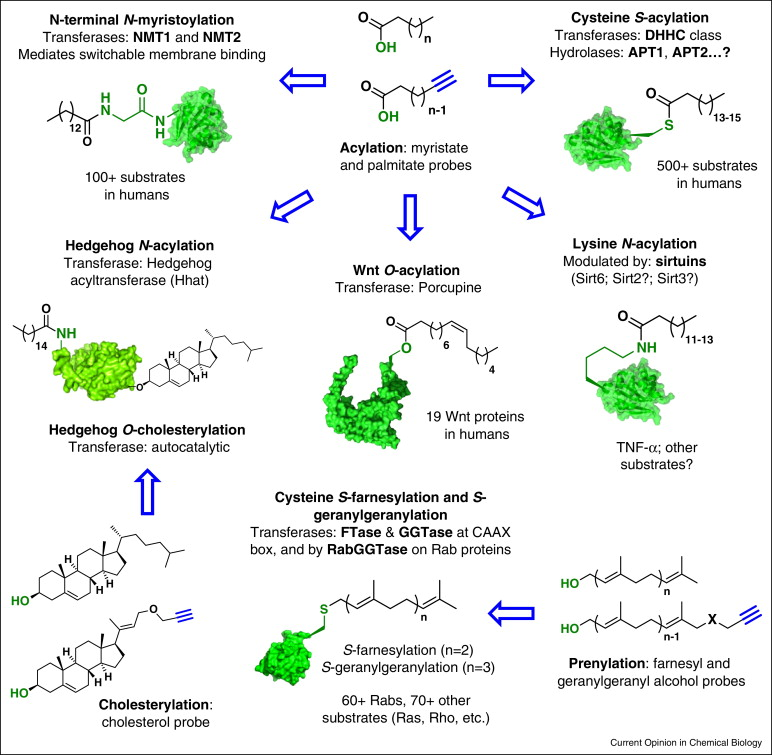 N-terminal N-myristoylation
Transferases: NMT1 and NMT2
Mediates switchable membrane binding
H
N
O
N
H
12
O
100+ substrates
in humans
O
OH
n
O
OH
n-1
Acylation: myristate
and palmitate probes
Cysteine S-acylation
Transferases: DHHC class
Hydrolases: APT1, APT2...?
O
S
13-15
500+ substrates
in humans
Hedgehog N-acylation
Transferase: Hedgehog
acyltransferase (Hhat)
O
NH
14
O
H
H
H
Hedgehog O-cholesterylation
Transferase: autocatalytic
Wnt O-acylation
Transferase: Porcupine
O
O
6
4
19 Wnt proteins
in humans
Lysine N-acylation
Modulated by: sirtuins
(Sirt6; Sirt2?; Sirt3?)
O
NH
11-13
TNF-α; other
substrates?
HO
H
H
H
HO
H
H
H
O
Cholesterylation:
cholesterol probe
Cysteine S-farnesylation and S-
geranylgeranylation
Transferases: FTase & GGTase at CAAX
box, and by RabGGTase on Rab proteins
S
n
S-farnesylation (n=2)
S-geranylgeranylation (n=3)
60+ Rabs, 70+ other
substrates (Ras, Rho, etc.)
HO
n
HO
n-1
X
Prenylation: farnesyl and
geranylgeranyl alcohol probes
Current Opinion in Chemical Biology